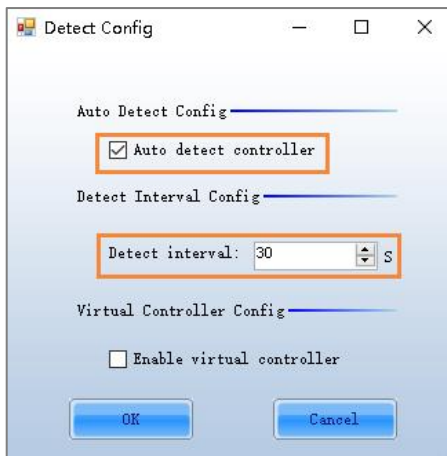 Detect Config
Auto Detect Config
Auto detect controller
Detect Interval Config
Detect interval: 30 S
Virtual Controller Config
Enable virtual controller
OK Cancel